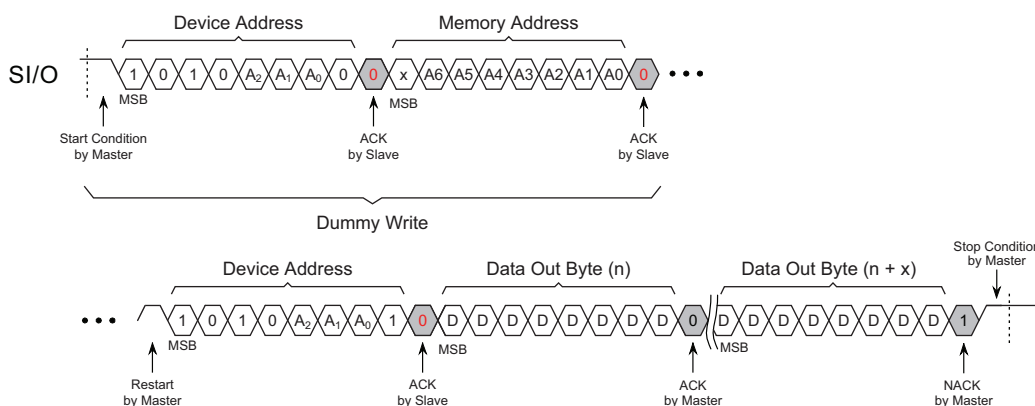 Device Address Memory Address
SI/O 1 0 1 0 A₂ A₁ A₀ 0 0 x A6 A5 A4 A3 A2 A1 A0 0 •••
MSB MSB
Start Condition
by Master
ACK
by Slave
ACK
by Slave
Dummy Write
Device Address Data Out Byte (n) Data Out Byte (n + x)
Stop Condition
by Master
••• 1 0 1 0 A₂ A₁ A₀ 1 0 D D D D D D D D 0 D D D D D D D D 1
MSB MSB MSB
Restart
by Master
ACK
by Slave
ACK
by Master
NACK
by Master